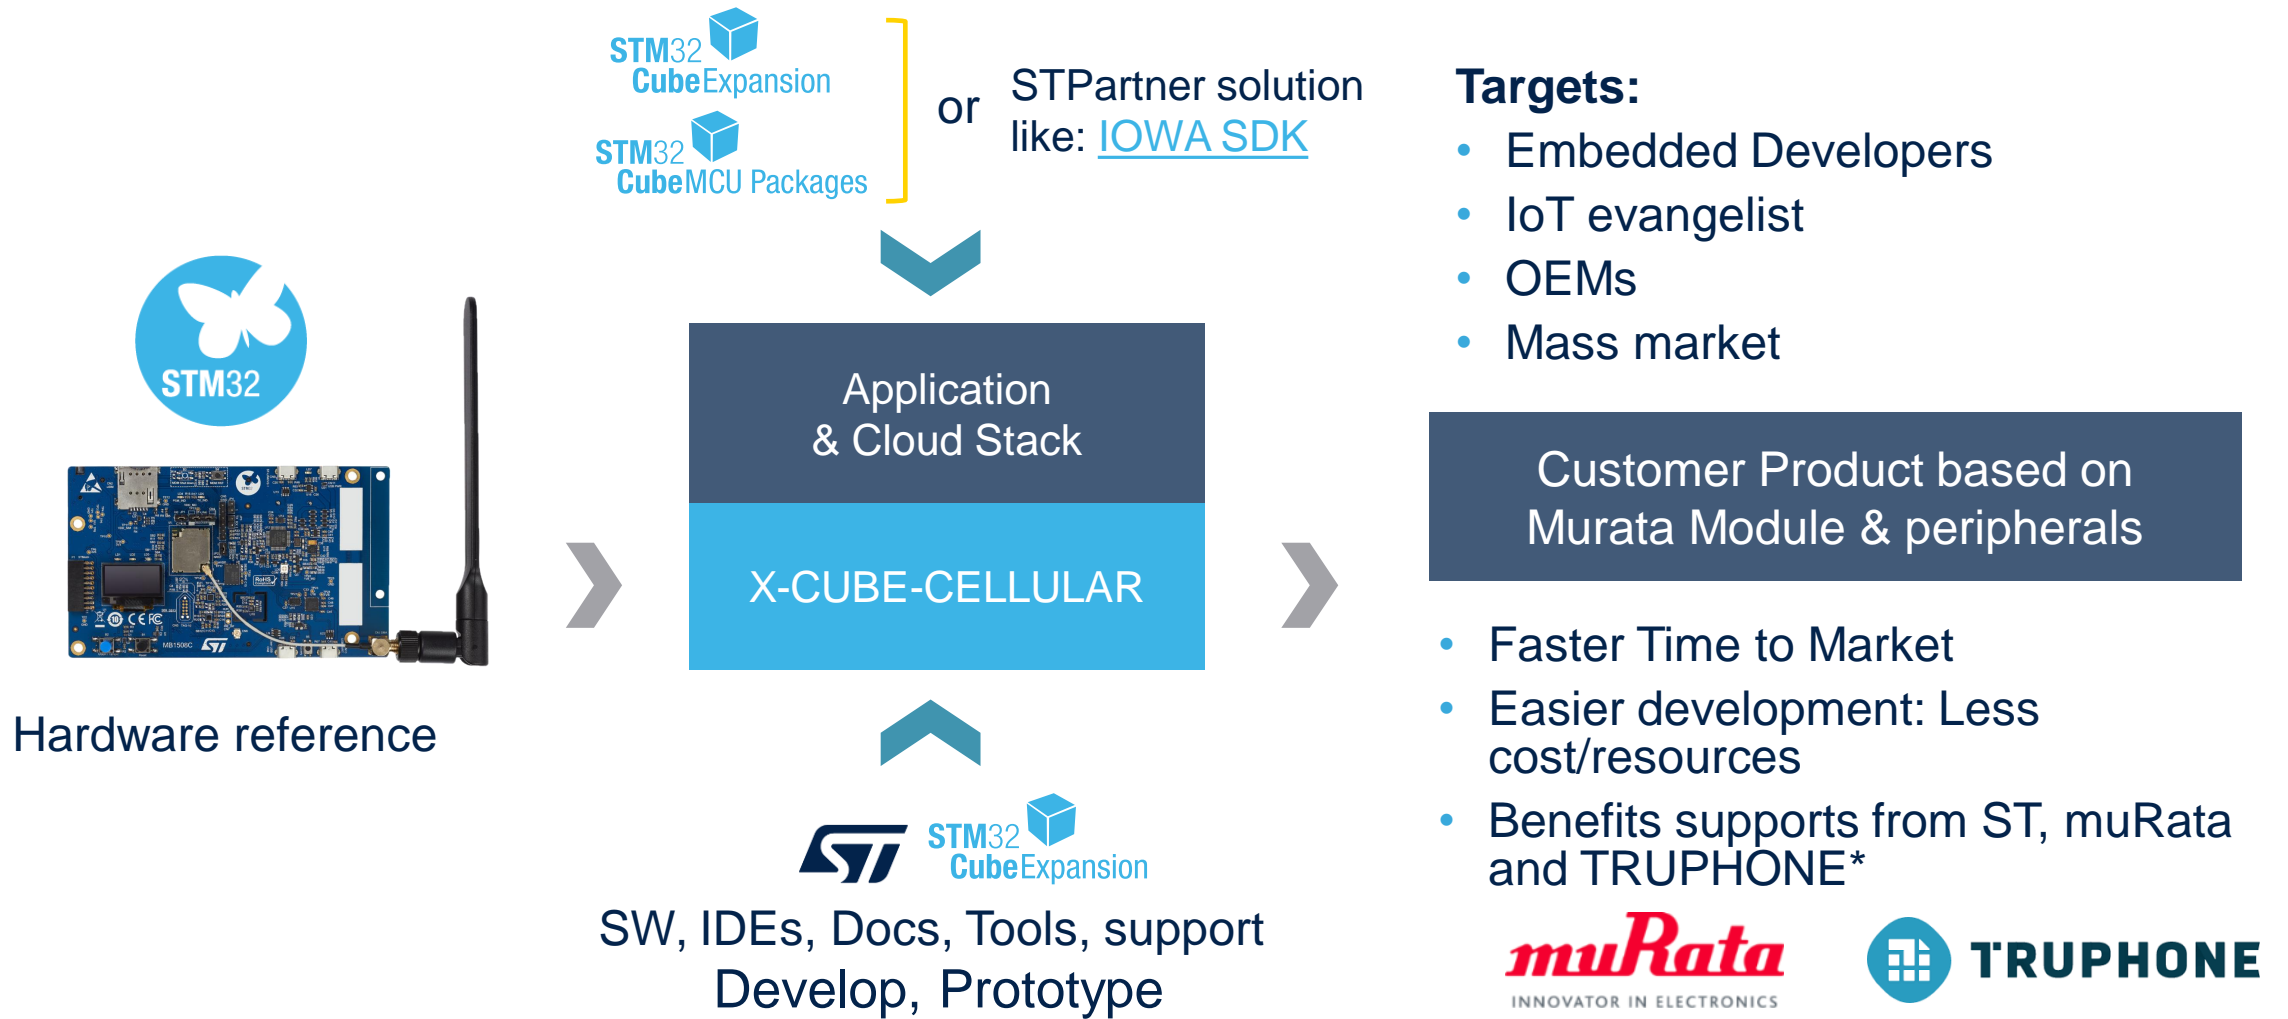 STM32
CubeExpansion
STM32
CubeMCU Packages
or
STPartner solution
like: IOWA SDK
STM32
MB1508C
RoHS
Hardware reference
Application
& Cloud Stack
X-CUBE-CELLULAR
ST
STM32
CubeExpansion
SW, IDEs, Docs, Tools, support
Develop, Prototype
Targets:
• Embedded Developers
• IoT evangelist
• OEMs
• Mass market
Customer Product based on
Murata Module & peripherals
• Faster Time to Market
• Easier development: Less
cost/resources
• Benefits supports from ST, muRata
and TRUPHONE*
muRata
INNOVATOR IN ELECTRONICS
TRUPHONE